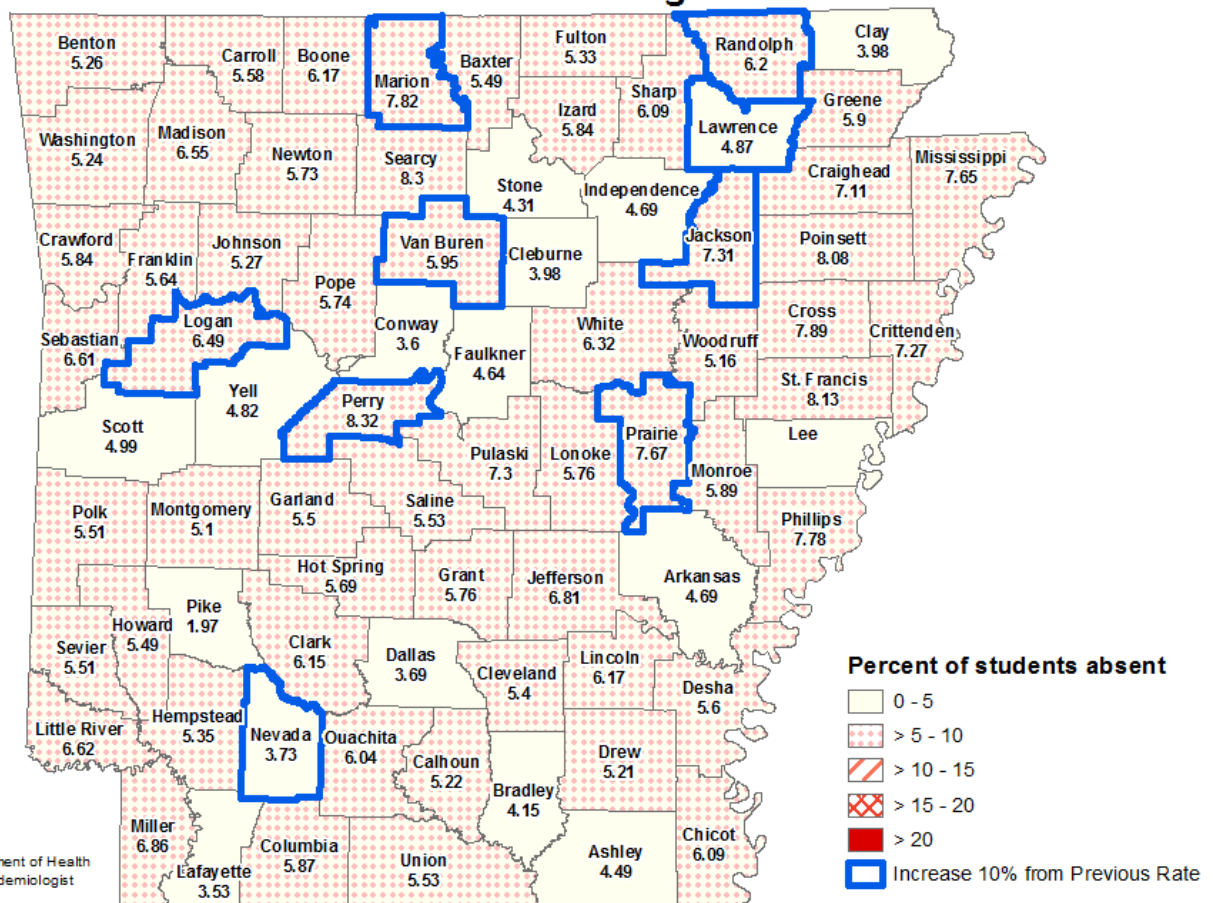 Benton
5.26
Carroll
5.58
Boone
6.17
Marion
7.82
Baxter
5.49
Fulton
5.33
Randolph
6.2
Clay
3.98
Washington
5.24
Madison
6.55
Newton
5.73
Searcy
8.3
Stone
4.31
Izard
5.84
Sharp
6.09
Lawrence
4.87
Greene
5.9
Independence
4.69
Craighead
7.11
Mississippi
7.65
Crawford
5.84
Franklin
5.64
Johnson
5.27
Pope
5.74
Van Buren
5.95
Cleburne
3.98
Jackson
7.31
Poinsett
8.08
Sebastian
6.61
Logan
6.49
Yell
4.82
Conway
3.6
Faulkner
4.64
White
6.32
Woodruff
5.16
Cross
7.89
Crittenden
7.27
Scott
4.99
Perry
8.32
Pulaski
7.3
Lonoke
5.76
Prairie
7.67
Monroe
5.89
St. Francis
8.13
Lee
Phillips
7.78
Polk
5.51
Montgomery
5.1
Garland
5.5
Saline
5.53
Hot Spring
5.69
Grant
5.76
Jefferson
6.81
Arkansas
4.69
Sevier
5.51
Howard
5.49
Pike
1.97
Clark
6.15
Dallas
3.69
Cleveland
5.4
Lincoln
6.17
Desha
5.6
Little River
6.62
Hempstead
5.35
Nevada
3.73
Ouachita
6.04
Calhoun
5.22
Bradley
4.15
Drew
5.21
Miller
6.86
Lafayette
3.53
Columbia
5.87
Union
5.53
Ashley
4.49
Chicot
6.09
Percent of students absent
0 - 5
> 5 - 10
> 10 - 15
> 15 - 20
> 20
Increase 10% from Previous Rate
ment of Health
demiologist